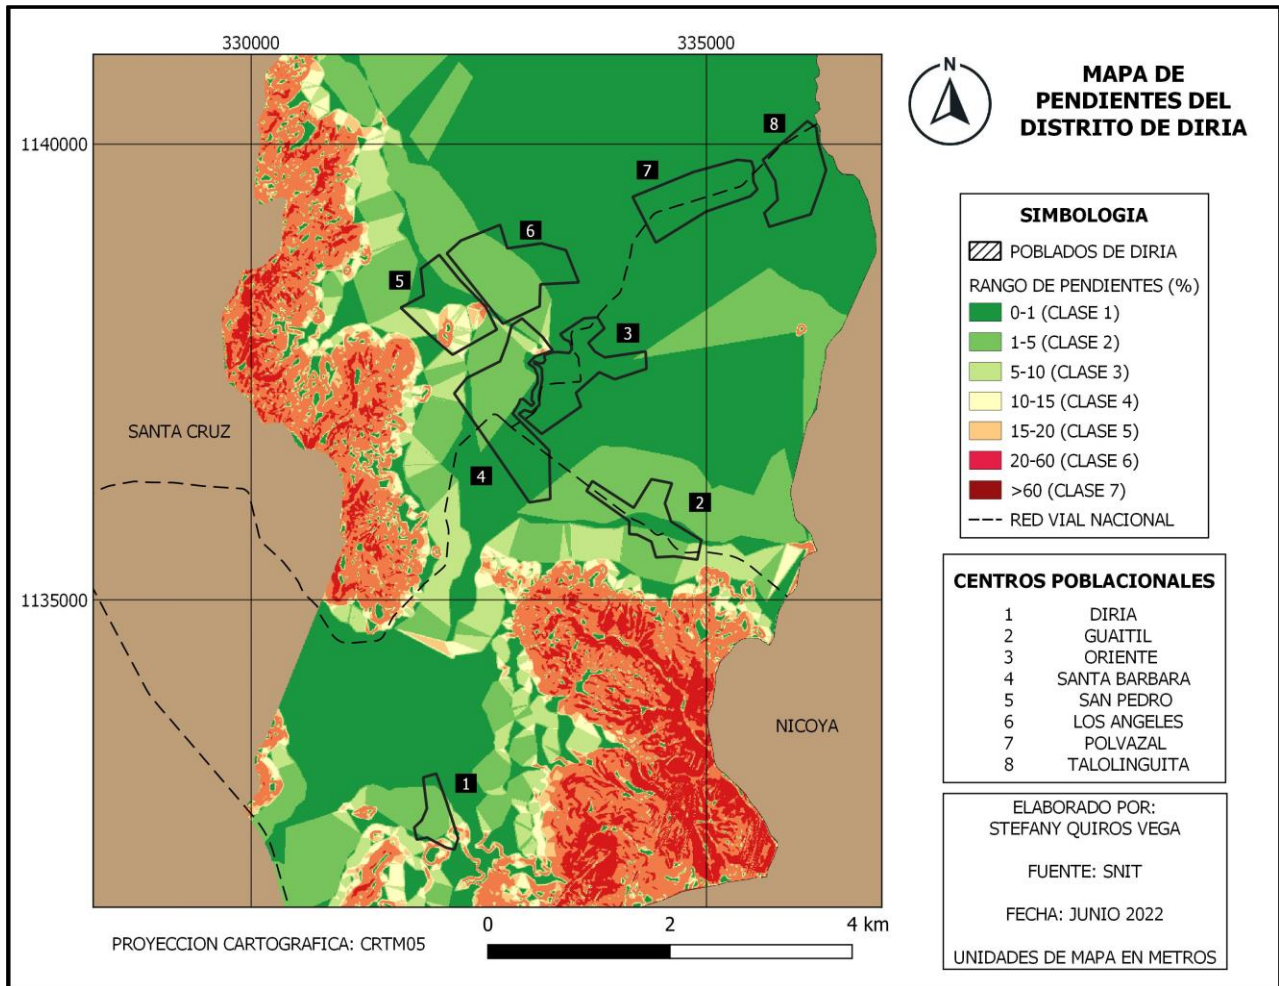 330000
335000
1140000
1135000
8
7
6
5
3
4
2
1
SANTA CRUZ
NICOYA
PROYECCION CARTOGRAFICA: CRTM05
0
2
4 km
N
MAPA DE
PENDIENTES DEL
DISTRITO DE DIRIA
SIMBOLOGIA
POBLADOS DE DIRIA
RANGO DE PENDIENTES (%)
0-1 (CLASE 1)
1-5 (CLASE 2)
5-10 (CLASE 3)
10-15 (CLASE 4)
15-20 (CLASE 5)
20-60 (CLASE 6)
>60 (CLASE 7)
RED VIAL NACIONAL
CENTROS POBLACIONALES
1 DIRIA
2 GUAITIL
3 ORIENTE
4 SANTA BARBARA
5 SAN PEDRO
6 LOS ANGELES
7 POLVAZAL
8 TALOLINGUITA
ELABORADO POR:
STEFANY QUIROS VEGA
FUENTE: SNIT
FECHA: JUNIO 2022
UNIDADES DE MAPA EN METROS